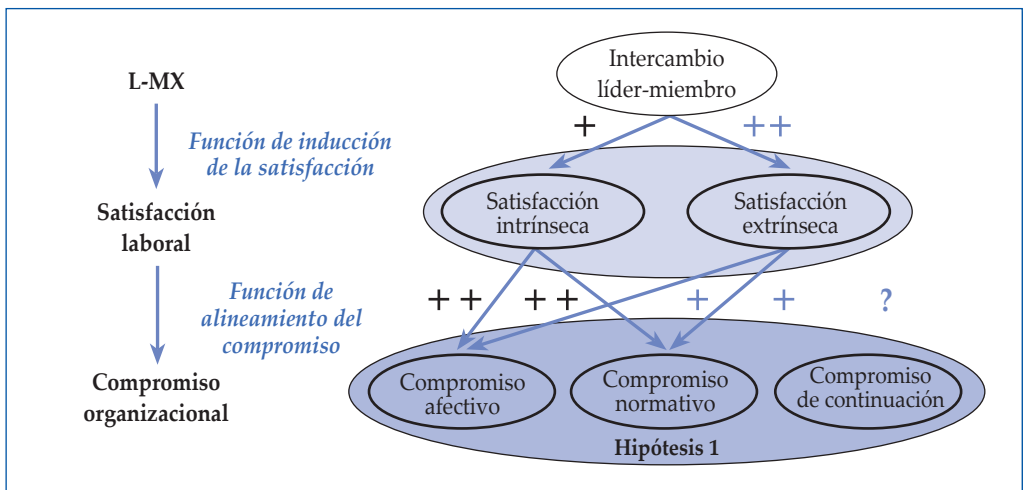 L-MX
Función de inducción
de la satisfacción
Satisfacción
laboral
Función de
alineamiento del
compromiso
Compromiso
organizacional
Intercambio
líder-miembro
+
++
Satisfacción
intrínseca
Satisfacción
extrínseca
++
++
+
+
?
Compromiso
afectivo
Compromiso
normativo
Compromiso
de continuación
Hipótesis 1